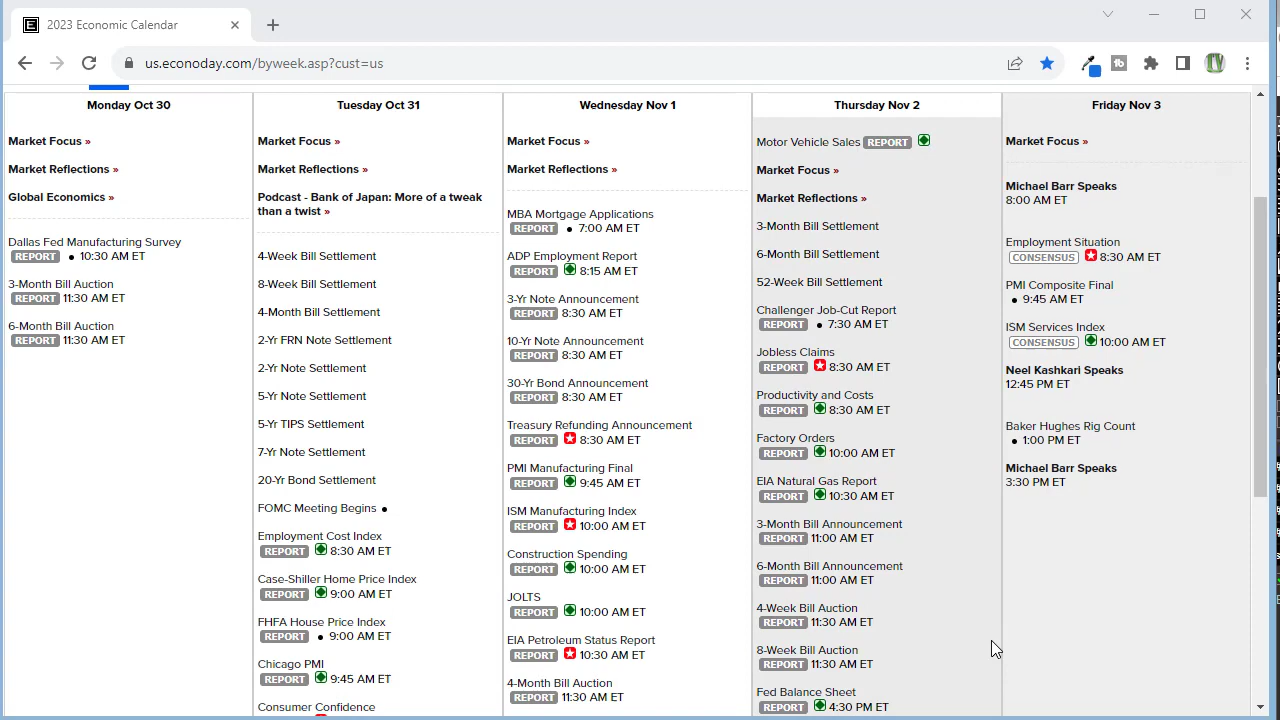 2023 Economic Calendar
us.econoday.com/byweek.asp?cust=us
Monday Oct 30
Market Focus »
Market Reflections »
Global Economics »
Dallas Fed Manufacturing Survey
REPORT • 10:30 AM ET
3-Month Bill Auction
REPORT 11:30 AM ET
6-Month Bill Auction
REPORT 11:30 AM ET
Tuesday Oct 31
Market Focus »
Market Reflections »
Podcast - Bank of Japan: More of a tweak
than a twist »
4-Week Bill Settlement
8-Week Bill Settlement
4-Month Bill Settlement
2-Yr FRN Note Settlement
2-Yr Note Settlement
5-Yr Note Settlement
5-Yr TIPS Settlement
7-Yr Note Settlement
20-Yr Bond Settlement
FOMC Meeting Begins •
Employment Cost Index
REPORT 8:30 AM ET
Case-Shiller Home Price Index
REPORT 9:00 AM ET
FHFA House Price Index
REPORT • 9:00 AM ET
Chicago PMI
REPORT 9:45 AM ET
Consumer Confidence
Wednesday Nov 1
Market Focus »
Market Reflections »
MBA Mortgage Applications
REPORT • 7:00 AM ET
ADP Employment Report
REPORT 8:15 AM ET
3-Yr Note Announcement
REPORT 8:30 AM ET
10-Yr Note Announcement
REPORT 8:30 AM ET
30-Yr Bond Announcement
REPORT 8:30 AM ET
Treasury Refunding Announcement
REPORT 8:30 AM ET
PMI Manufacturing Final
REPORT 9:45 AM ET
ISM Manufacturing Index
REPORT 10:00 AM ET
Construction Spending
REPORT 10:00 AM ET
JOLTS
REPORT 10:00 AM ET
EIA Petroleum Status Report
REPORT 10:30 AM ET
4-Month Bill Auction
REPORT 11:30 AM ET
Thursday Nov 2
Motor Vehicle Sales REPORT
Market Focus »
Market Reflections »
3-Month Bill Settlement
6-Month Bill Settlement
52-Week Bill Settlement
Challenger Job-Cut Report
REPORT • 7:30 AM ET
Jobless Claims
REPORT 8:30 AM ET
Productivity and Costs
REPORT 8:30 AM ET
Factory Orders
REPORT 10:00 AM ET
EIA Natural Gas Report
REPORT 10:30 AM ET
3-Month Bill Announcement
REPORT 11:00 AM ET
6-Month Bill Announcement
REPORT 11:00 AM ET
4-Week Bill Auction
REPORT 11:30 AM ET
8-Week Bill Auction
REPORT 11:30 AM ET
Fed Balance Sheet
REPORT 4:30 PM ET
Friday Nov 3
Market Focus »
Michael Barr Speaks
8:00 AM ET
Employment Situation
CONSENSUS 8:30 AM ET
PMI Composite Final
• 9:45 AM ET
ISM Services Index
CONSENSUS 10:00 AM ET
Neel Kashkari Speaks
12:45 PM ET
Baker Hughes Rig Count
• 1:00 PM ET
Michael Barr Speaks
3:30 PM ET